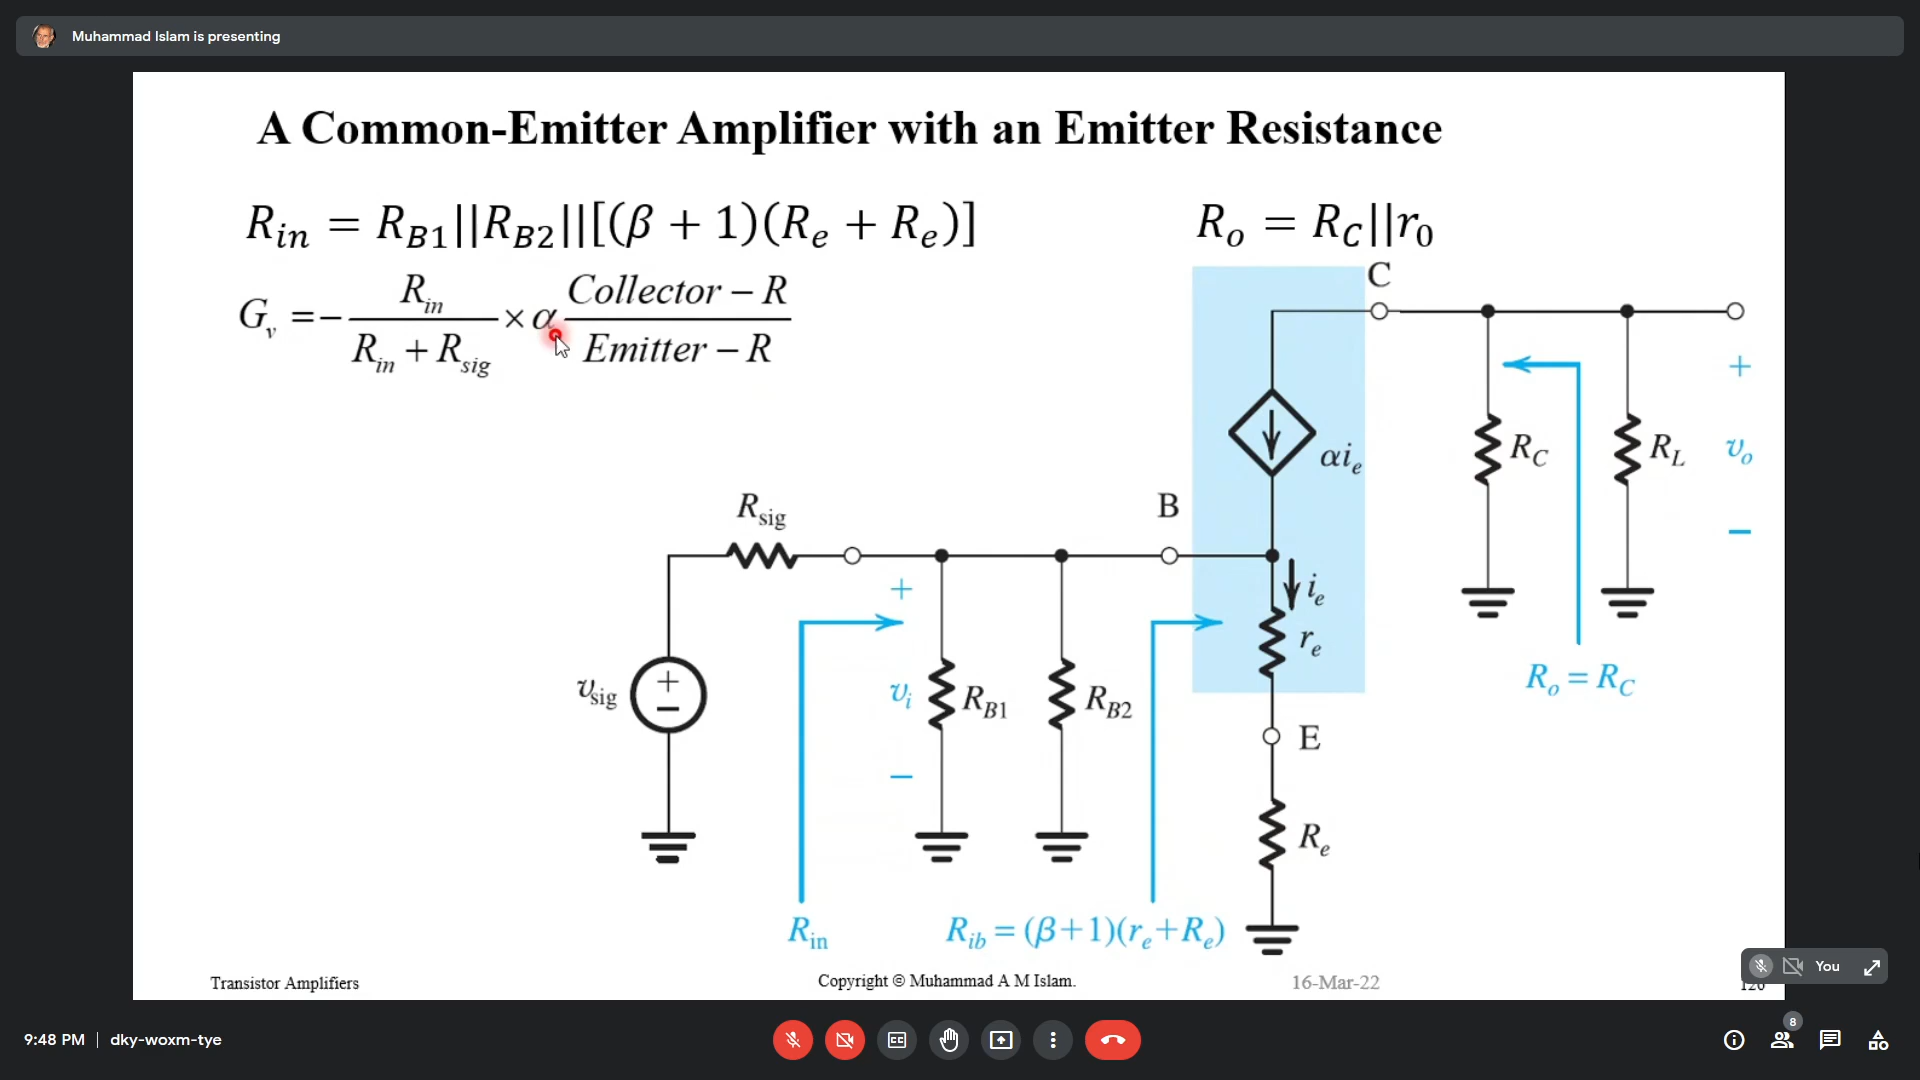 Muhammad Islam is presenting
A Common-Emitter Amplifier with an Emitter Resistance
R_in = R_B1||R_B2||[(β + 1)(R_e + R_e)]
R_o = R_C||r_0
G_v = − R_in / (R_in + R_sig) × α (Collector − R) / (Emitter − R)
C
+
αi_e
R_C
R_L
v_o
−
R_sig
B
+
i_e
r_e
v_sig
+
−
v_i
R_B1
R_B2
R_o = R_C
−
E
R_e
R_in
R_ib = (β+1)(r_e+R_e)
Transistor Amplifiers
Copyright © Muhammad A M Islam.
16-Mar-22
You
9:48 PM | dky-woxm-tye
CC
8